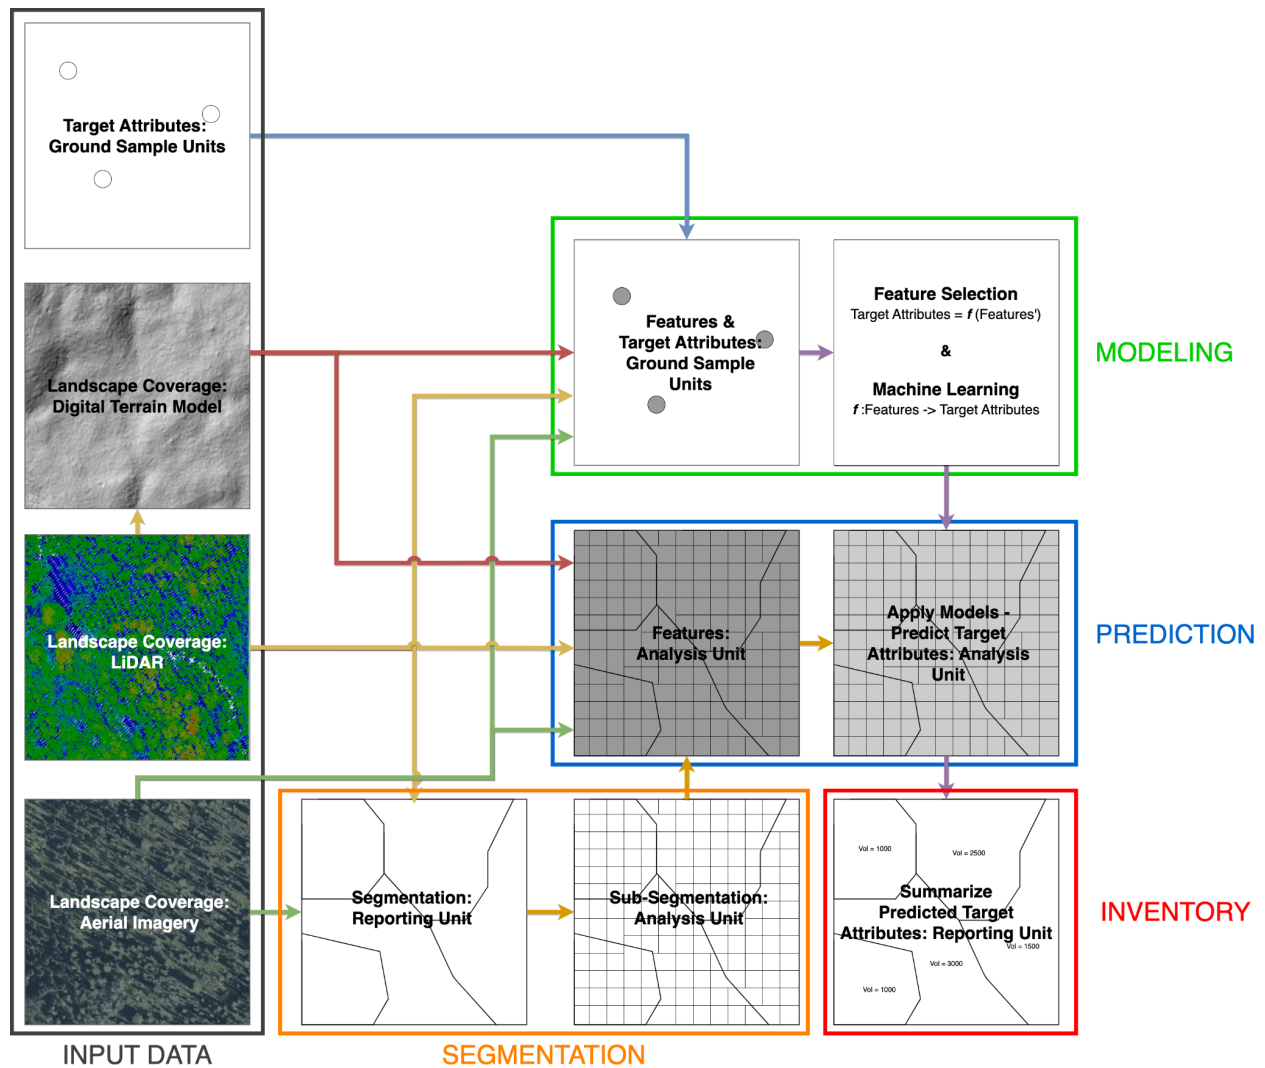 Target Attributes:
Ground Sample Units
Landscape Coverage:
Digital Terrain Model
Landscape Coverage:
LiDAR
Landscape Coverage:
Aerial Imagery
INPUT DATA
Features &
Target Attributes:
Ground Sample
Units
Feature Selection
Target Attributes = f (Features')
&
Machine Learning
f :Features -> Target Attributes
MODELING
Features:
Analysis Unit
Apply Models -
Predict Target
Attributes: Analysis
Unit
PREDICTION
Segmentation:
Reporting Unit
Sub-Segmentation:
Analysis Unit
SEGMENTATION
Vol = 1000
Vol = 2500
Summarize
Predicted Target
Attributes: Reporting Unit
Vol = 1500
Vol = 3000
Vol = 1000
INVENTORY